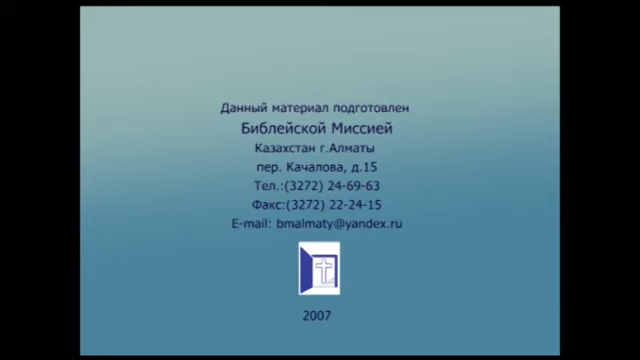 Данный материал подготовлен
Библейской Миссией
Казахстан г.Алматы
пер. Качалова, д.15
Тел.:(3272) 24-69-63
Факс:(3272) 22-24-15
E-mail: bmalmaty@yandex.ru
2007